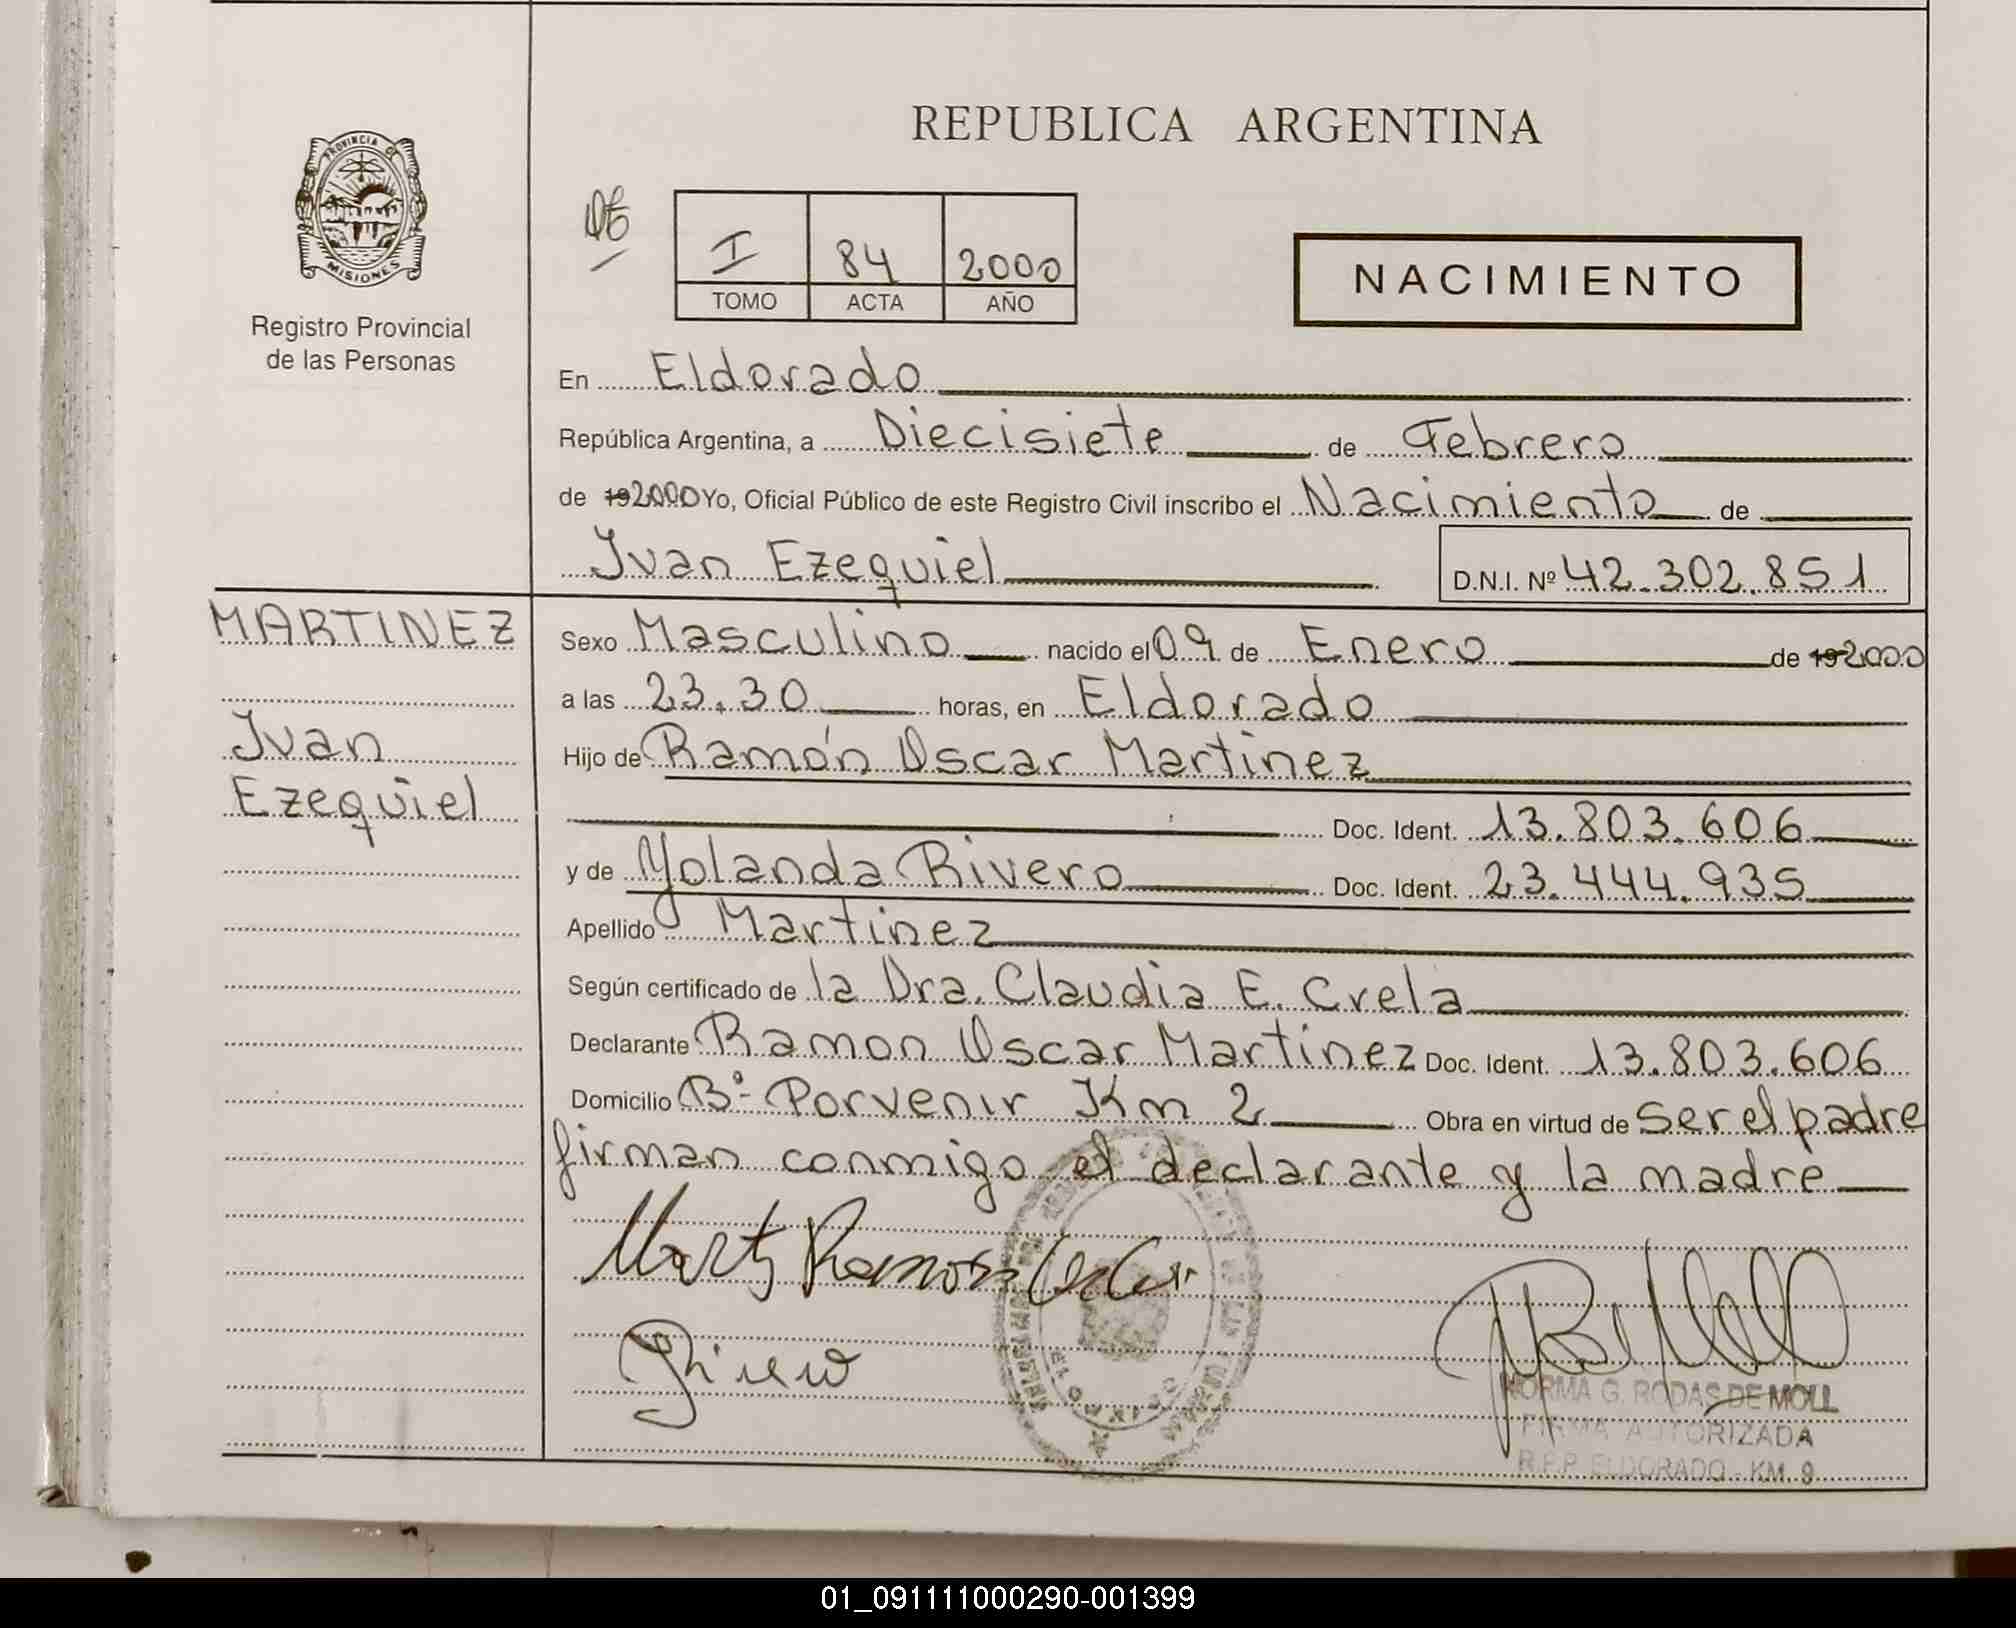 REPUBLICA ARGENTINA
PROVINCIA DE
MISIONES
Registro Provincial
de las Personas
I 84 2000
TOMO ACTA AÑO
NACIMIENTO
En Eldorado
República Argentina, a Diecisiete de Febrero
de 192000 Yo, Oficial Público de este Registro Civil inscribo el Nacimiento de
Ivan Ezequiel D.N.I. Nº 42.302.851
MARTINEZ
Ivan
Ezequiel
Sexo Masculino nacido el 09 de Enero de 192000
a las 23.30 horas, en Eldorado
Hijo de Ramón Oscar Martinez
Doc. Ident. 13.803.606
y de Yolanda Rivero Doc. Ident. 23.444.935
Apellido Martinez
Según certificado de la Dra. Claudia E. Crela
Declarante Ramon Oscar Martinez Doc. Ident. 13.803.606
Domicilio Bº Porvenir Km 2 Obra en virtud de ser el padre
firman conmigo el declarante y la madre
NORMA G. RODAS DE MOLL
FIRMA AUTORIZADA
R.P.P. ELDORADO - KM. 9
01_091111000290-001399